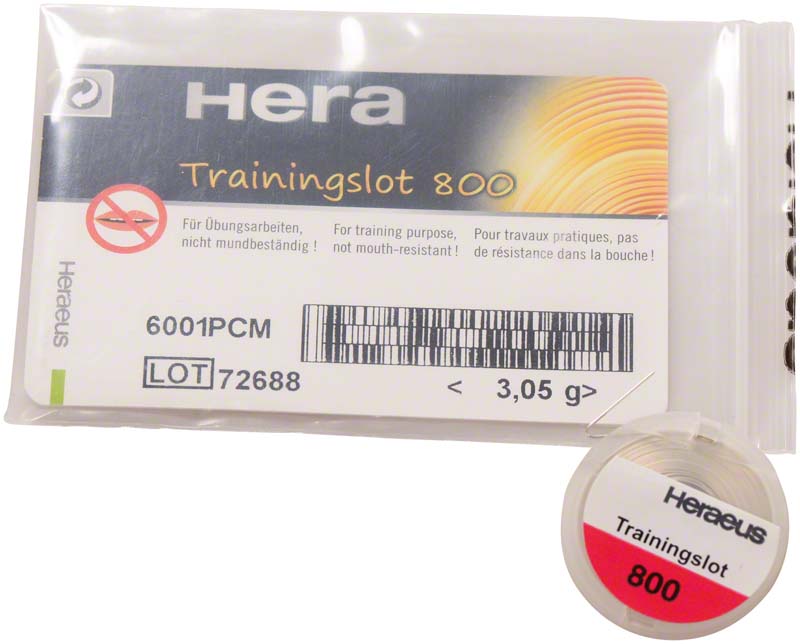 Hera
Trainingslot 800
Für Übungsarbeiten,
nicht mundbeständig !
For training purpose,
not mouth-resistant !
Pour travaux pratiques, pas
de résistance dans la bouche !
Heraeus
6001PCM
LOT 72688
< 3,05 g>
Heraeus
Trainingslot
800